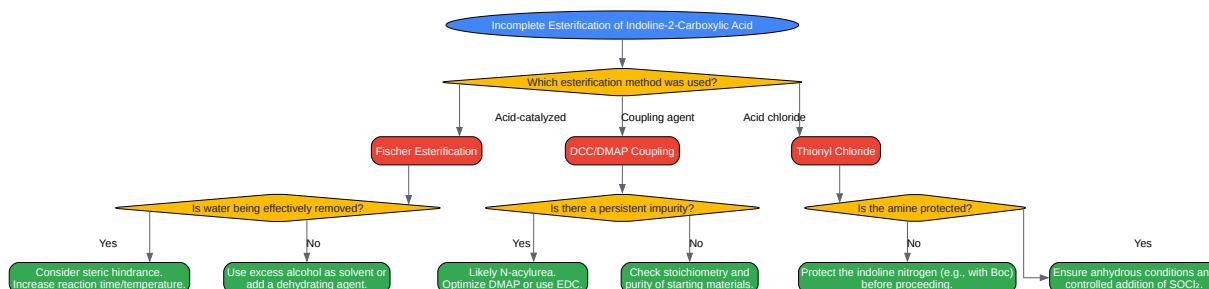 Incomplete Esterification of Indoline-2-Carboxylic Acid
Which esterification method was used?
Acid-catalyzed
Coupling agent
Acid chloride
Fischer Esterification
DCC/DMAP Coupling
Thionyl Chloride
Is water being effectively removed?
Is there a persistent impurity?
Is the amine protected?
Yes
No
Yes
No
No
Yes
Consider steric hindrance.
Increase reaction time/temperature.
Use excess alcohol as solvent or
add a dehydrating agent.
Likely N-acylurea.
Optimize DMAP or use EDC.
Check stoichiometry and
purity of starting materials.
Protect the indoline nitrogen (e.g., with Boc)
before proceeding.
Ensure anhydrous conditions an
controlled addition of SOCl₂.